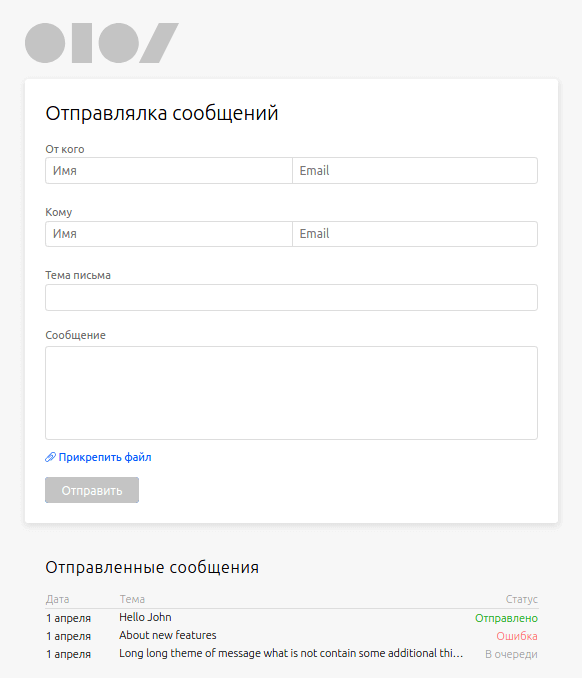 Отправлялка сообщений
От кого
Имя Email
Кому
Имя Email
Тема письма
Сообщение
Прикрепить файл
Отправить
Отправленные сообщения
Дата Тема Статус
1 апреля Hello John Отправлено
1 апреля About new features Ошибка
1 апреля Long long theme of message what is not contain some additional thi... В очереди